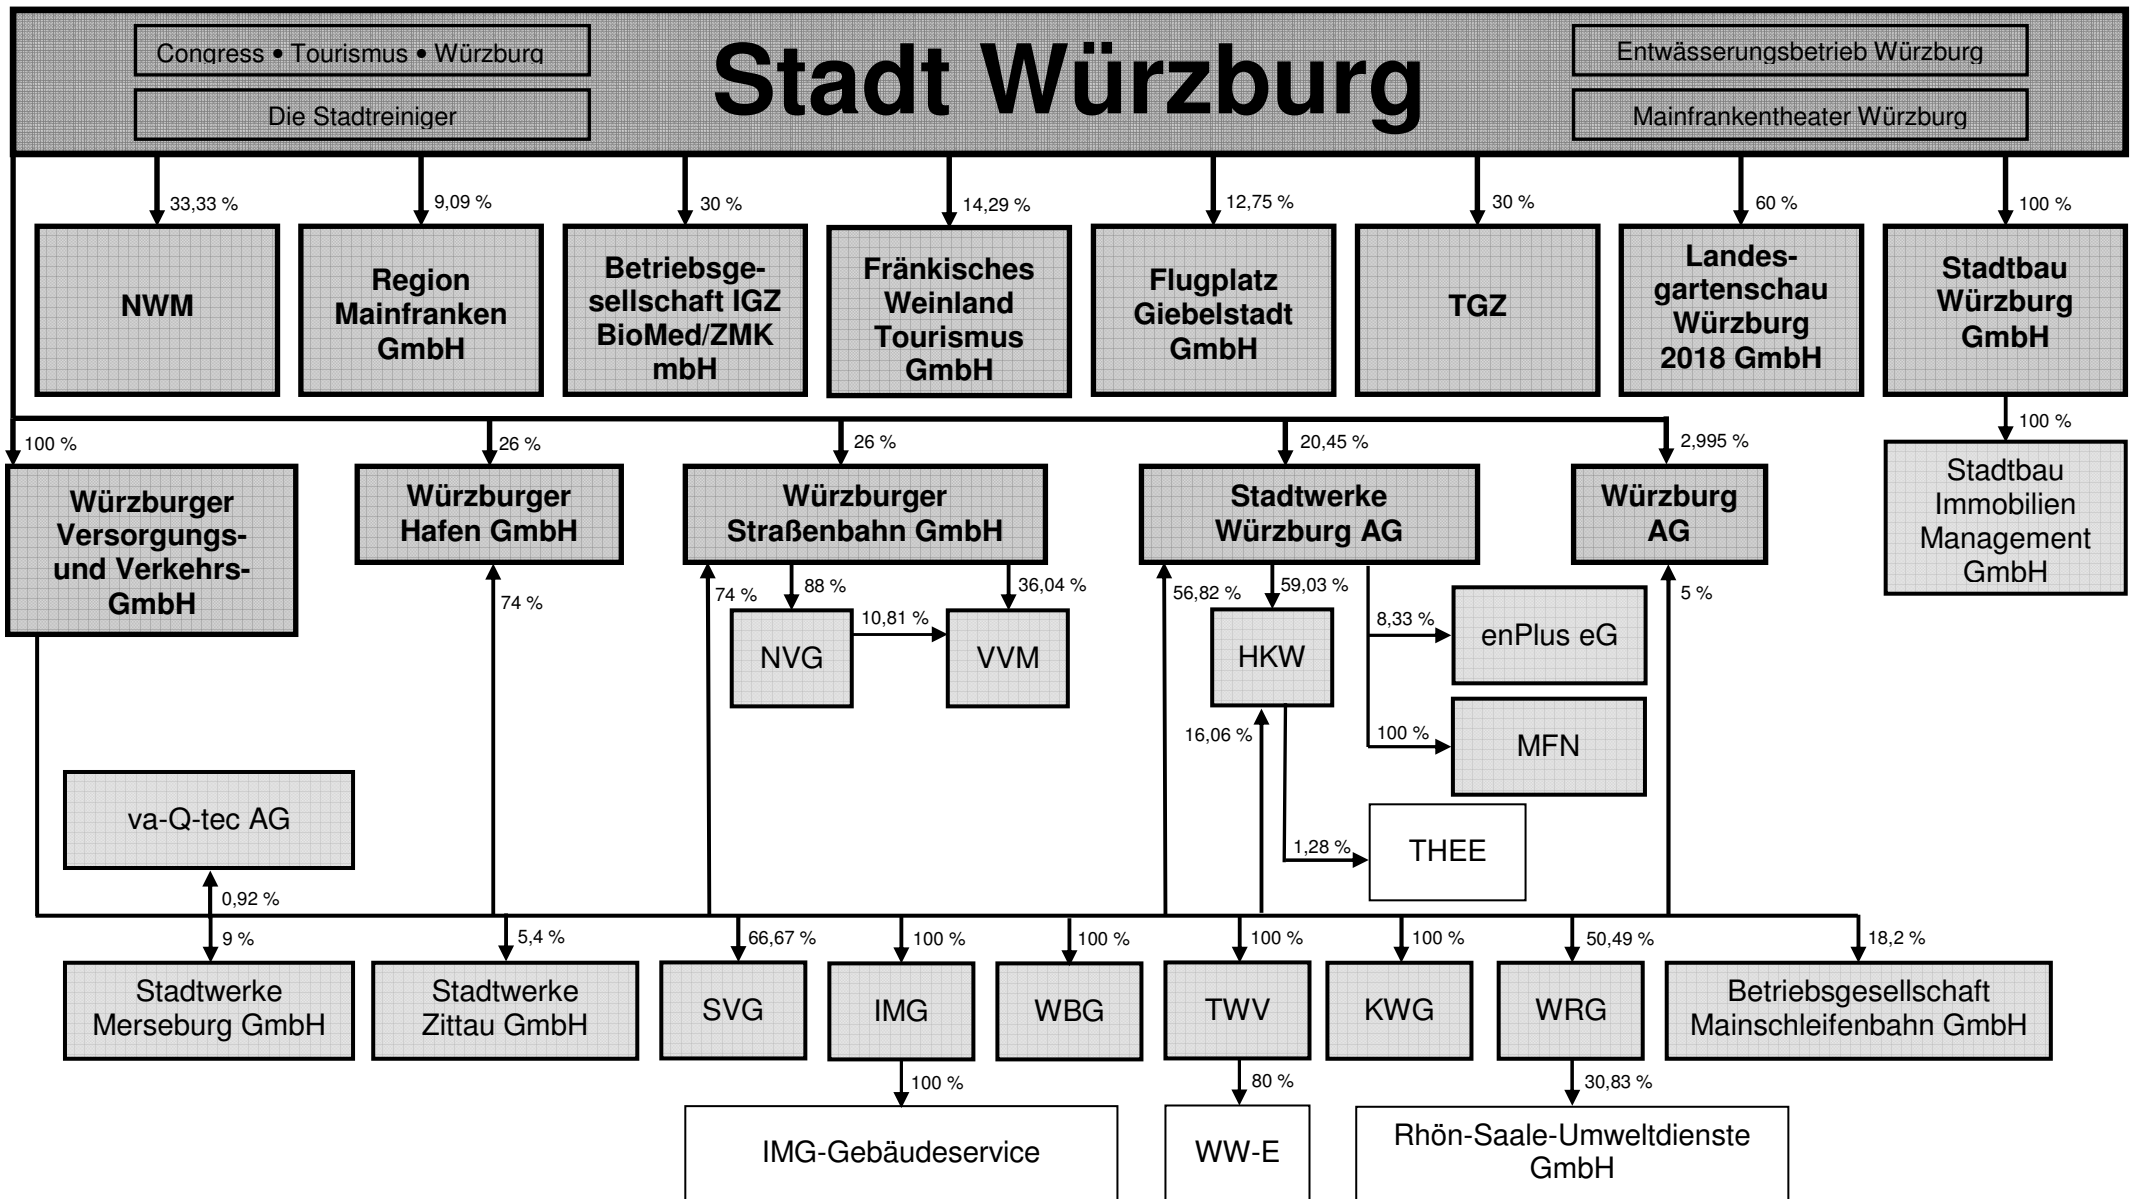 Congress • Tourismus • Würzburg
Die Stadtreiniger
Stadt Würzburg
Entwässerungsbetrieb Würzburg
Mainfrankentheater Würzburg
33,33 %
9,09 %
30 %
14,29 %
12,75 %
30 %
60 %
100 %
NWM
Region
Mainfranken
GmbH
Betriebsge-
sellschaft IGZ
BioMed/ZMK
mbH
Fränkisches
Weinland
Tourismus
GmbH
Flugplatz
Giebelstadt
GmbH
TGZ
Landes-
gartenschau
Würzburg
2018 GmbH
Stadtbau
Würzburg
GmbH
100 %
26 %
26 %
20,45 %
2,995 %
100 %
Würzburger
Versorgungs-
und Verkehrs-
GmbH
Würzburger
Hafen GmbH
Würzburger
Straßenbahn GmbH
Stadtwerke
Würzburg AG
Würzburg
AG
Stadtbau
Immobilien
Management
GmbH
74 %
74 %
88 %
36,04 %
56,82 %
59,03 %
5 %
10,81 %
8,33 %
NVG
VVM
HKW
enPlus eG
16,06 %
100 %
MFN
va-Q-tec AG
1,28 %
THEE
0,92 %
9 %
5,4 %
66,67 %
100 %
100 %
100 %
100 %
50,49 %
18,2 %
Stadtwerke
Merseburg GmbH
Stadtwerke
Zittau GmbH
SVG
IMG
WBG
TWV
KWG
WRG
Betriebsgesellschaft
Mainschleifenbahn GmbH
100 %
80 %
30,83 %
IMG-Gebäudeservice
WW-E
Rhön-Saale-Umweltdienste
GmbH